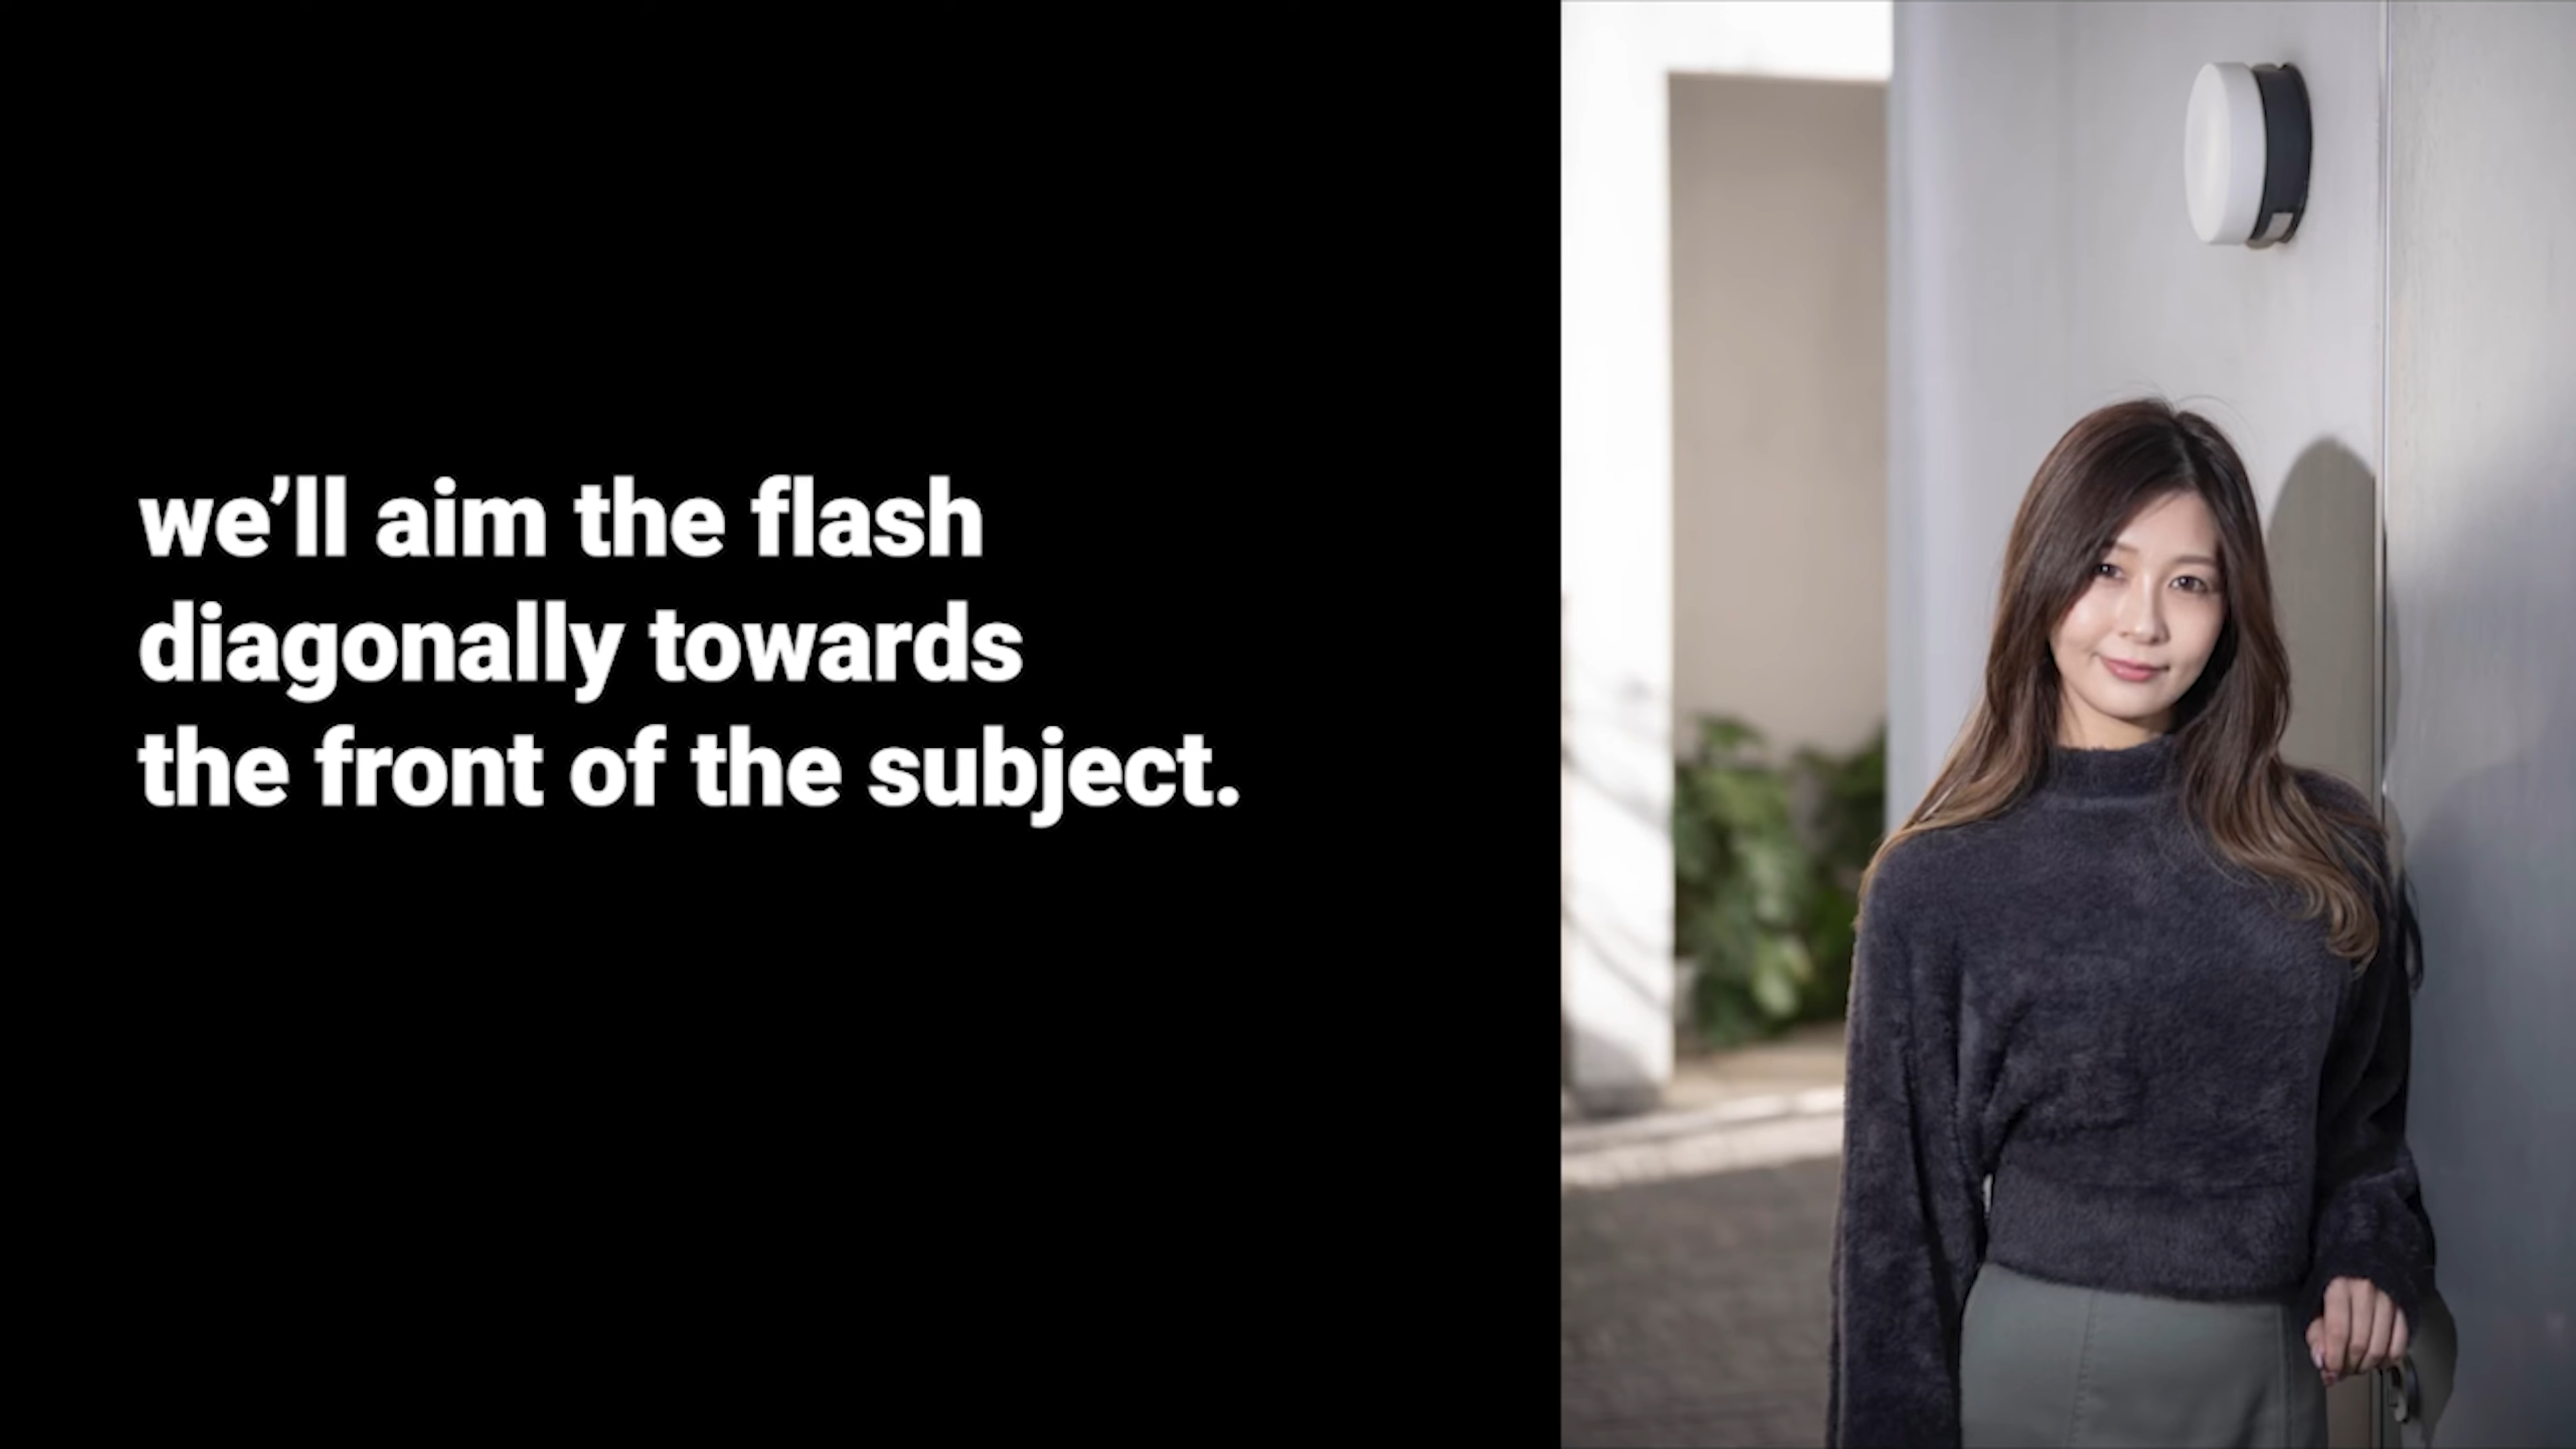 we’ll aim the flash
diagonally towards
the front of the subject.